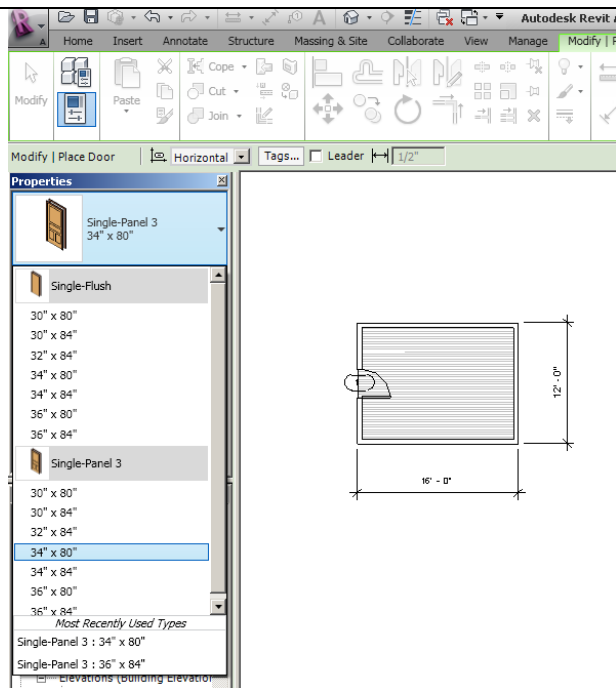 Autodesk Revit
A
Home Insert Annotate Structure Massing & Site Collaborate View Manage Modify | P
Modify
Paste
Cope
Cut
Join
Modify | Place Door Horizontal Tags... Leader 1/2"
Properties
Single-Panel 3
34" x 80"
Single-Flush
30" x 80"
30" x 84"
32" x 84"
34" x 80"
34" x 84"
36" x 80"
36" x 84"
Single-Panel 3
30" x 80"
30" x 84"
32" x 84"
34" x 80"
34" x 84"
36" x 80"
36" x 84"
Most Recently Used Types
Single-Panel 3 : 34" x 80"
Single-Panel 3 : 36" x 84"
Elevations (Building Elevation
12' - 0"
16' - 0"